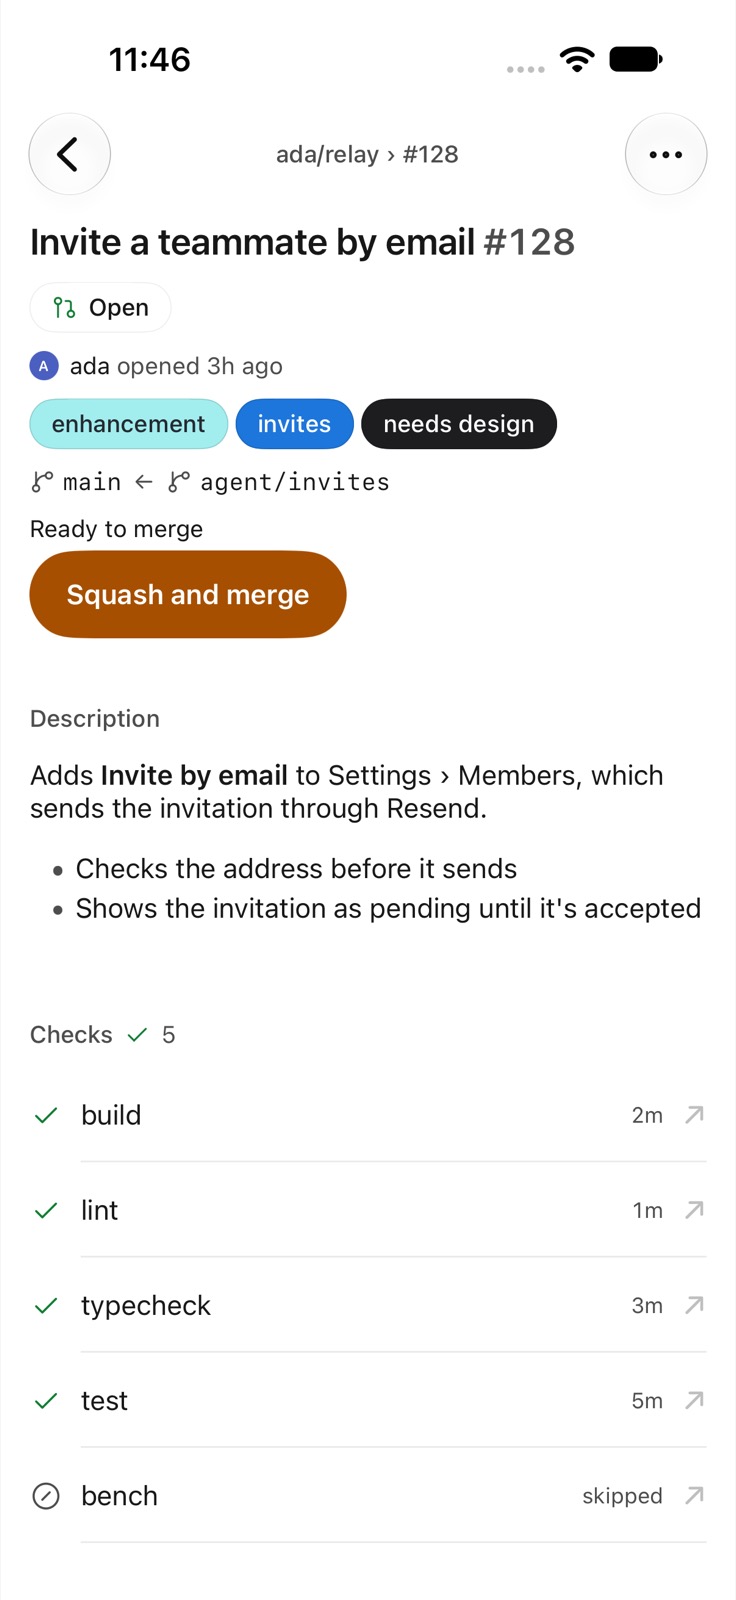 11:46
ada/relay › #128
Invite a teammate by email #128
Open
A ada opened 3h ago
enhancement invites needs design
main ← agent/invites
Ready to merge
Squash and merge
Description
Adds Invite by email to Settings › Members, which
sends the invitation through Resend.
• Checks the address before it sends
• Shows the invitation as pending until it's accepted
Checks ✓ 5
build 2m
lint 1m
typecheck 3m
test 5m
bench skipped